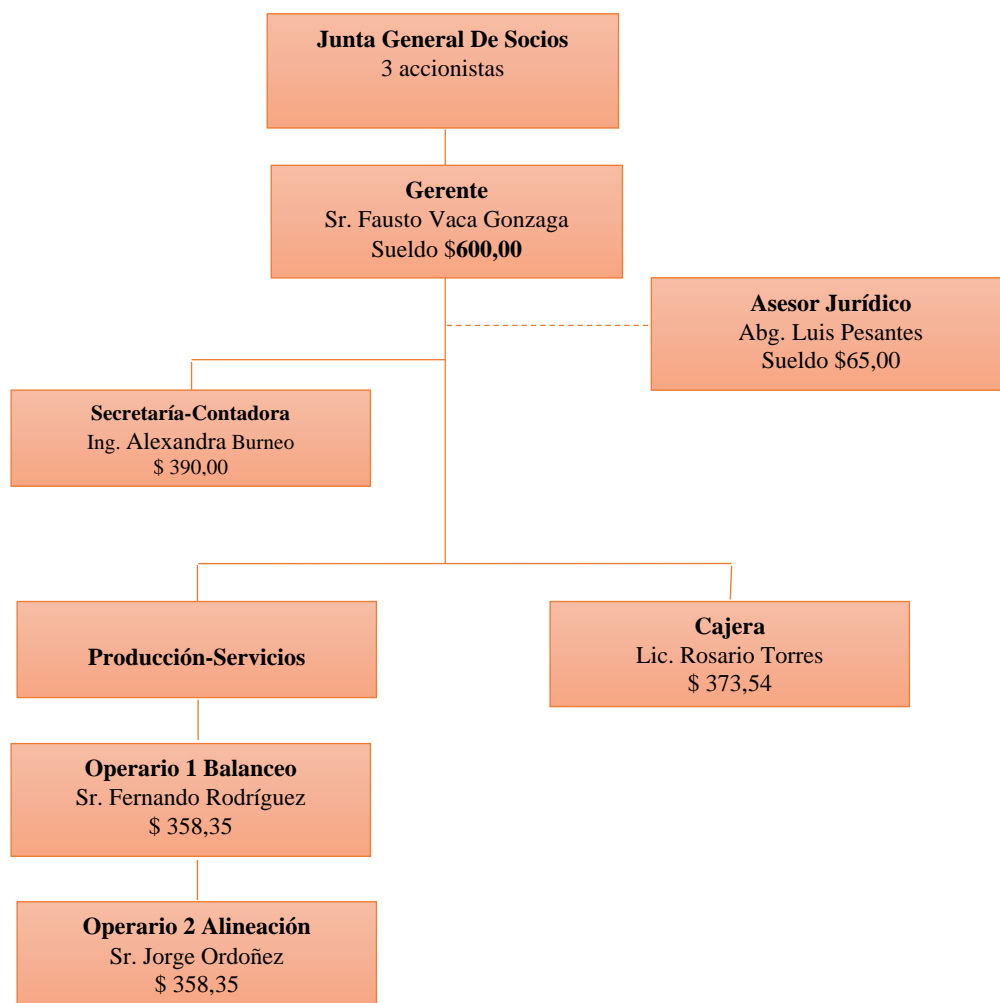 Junta General De Socios
3 accionistas
Gerente
Sr. Fausto Vaca Gonzaga
Sueldo $600,00
Asesor Jurídico
Abg. Luis Pesantes
Sueldo $65,00
Secretaría-Contadora
Ing. Alexandra Burneo
$ 390,00
Producción-Servicios
Cajera
Lic. Rosario Torres
$ 373,54
Operario 1 Balanceo
Sr. Fernando Rodríguez
$ 358,35
Operario 2 Alineación
Sr. Jorge Ordoñez
$ 358,35